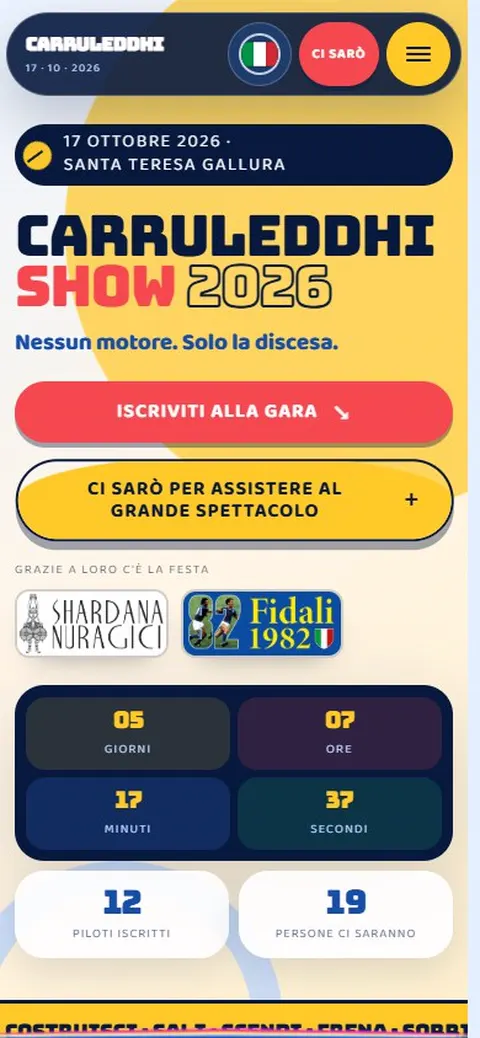 CARRULEDDHI
17 · 10 · 2026
CI SARÒ
17 OTTOBRE 2026 ·
SANTA TERESA GALLURA
CARRULEDDHI
SHOW 2026
Nessun motore. Solo la discesa.
ISCRIVITI ALLA GARA ↘
CI SARÒ PER ASSISTERE AL
GRANDE SPETTACOLO +
GRAZIE A LORO C'È LA FESTA
SHARDANA
NURAGICI
82 Fidali
1982
05
GIORNI
07
ORE
17
MINUTI
37
SECONDI
12
PILOTI ISCRITTI
19
PERSONE CI SARANNO
COSTRUISCI · SALI · SCENDI · FRENA ·